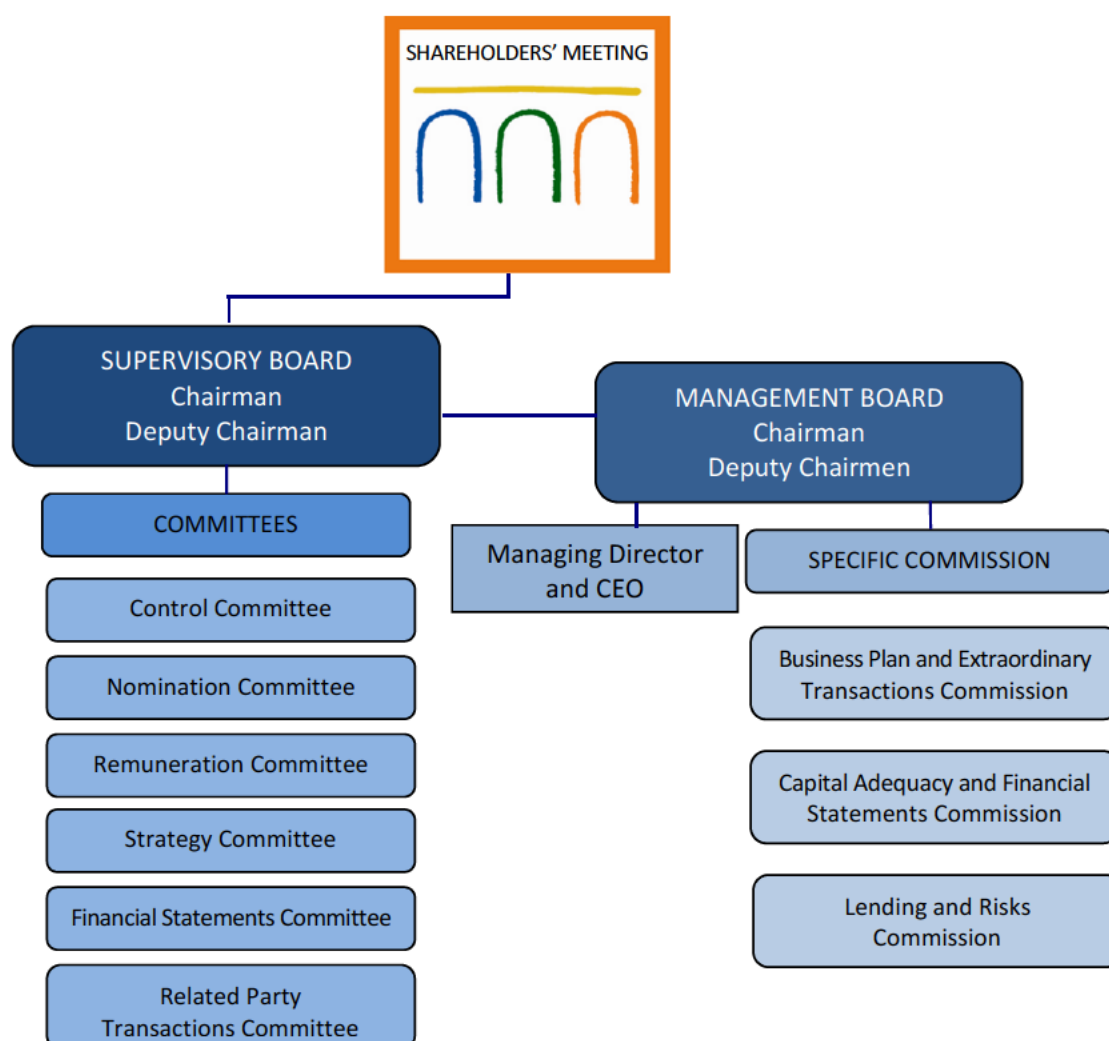 SHAREHOLDERS' MEETING
SUPERVISORY BOARD
Chairman
Deputy Chairman
MANAGEMENT BOARD
Chairman
Deputy Chairmen
COMMITTEES
Control Committee
Nomination Committee
Remuneration Committee
Strategy Committee
Financial Statements Committee
Related Party
Transactions Committee
Managing Director
and CEO
SPECIFIC COMMISSION
Business Plan and Extraordinary
Transactions Commission
Capital Adequacy and Financial
Statements Commission
Lending and Risks
Commission